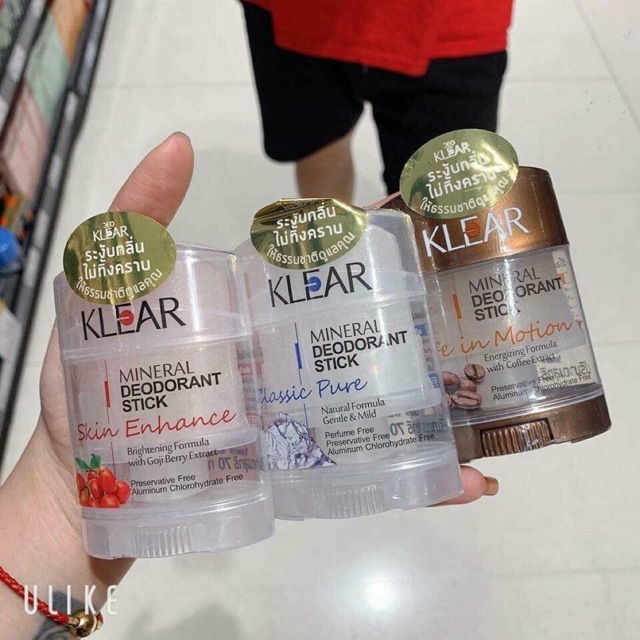 KLEAR
ระงับกลิ่น
ไม่ทิ้งคราบ
ให้ธรรมชาติดูแลคุณ
KLEAR
MINERAL
DEODORANT
STICK
Skin Enhance
Brightening Formula
with Goji Berry Extract
Preservative Free
Aluminum Chlorohydrate Free
ระงับกลิ่น
ไม่ทิ้งคราบ
ให้ธรรมชาติดูแลคุณ
KLEAR
MINERAL
DEODORANT
STICK
Classic Pure
Natural Formula
Gentle & Mild
Perfume Free
Preservative Free
Aluminum Chlorohydrate Free
KLEAR
ระงับกลิ่น
ไม่ทิ้งคราบ
ให้ธรรมชาติดูแลคุณ
KLEAR
MINERAL
DEODORANT
STICK
fe in Motion
Energizing Formula
with Coffee Extract
Preservative Free
Aluminum Chlorohydrate Free
ULIKE